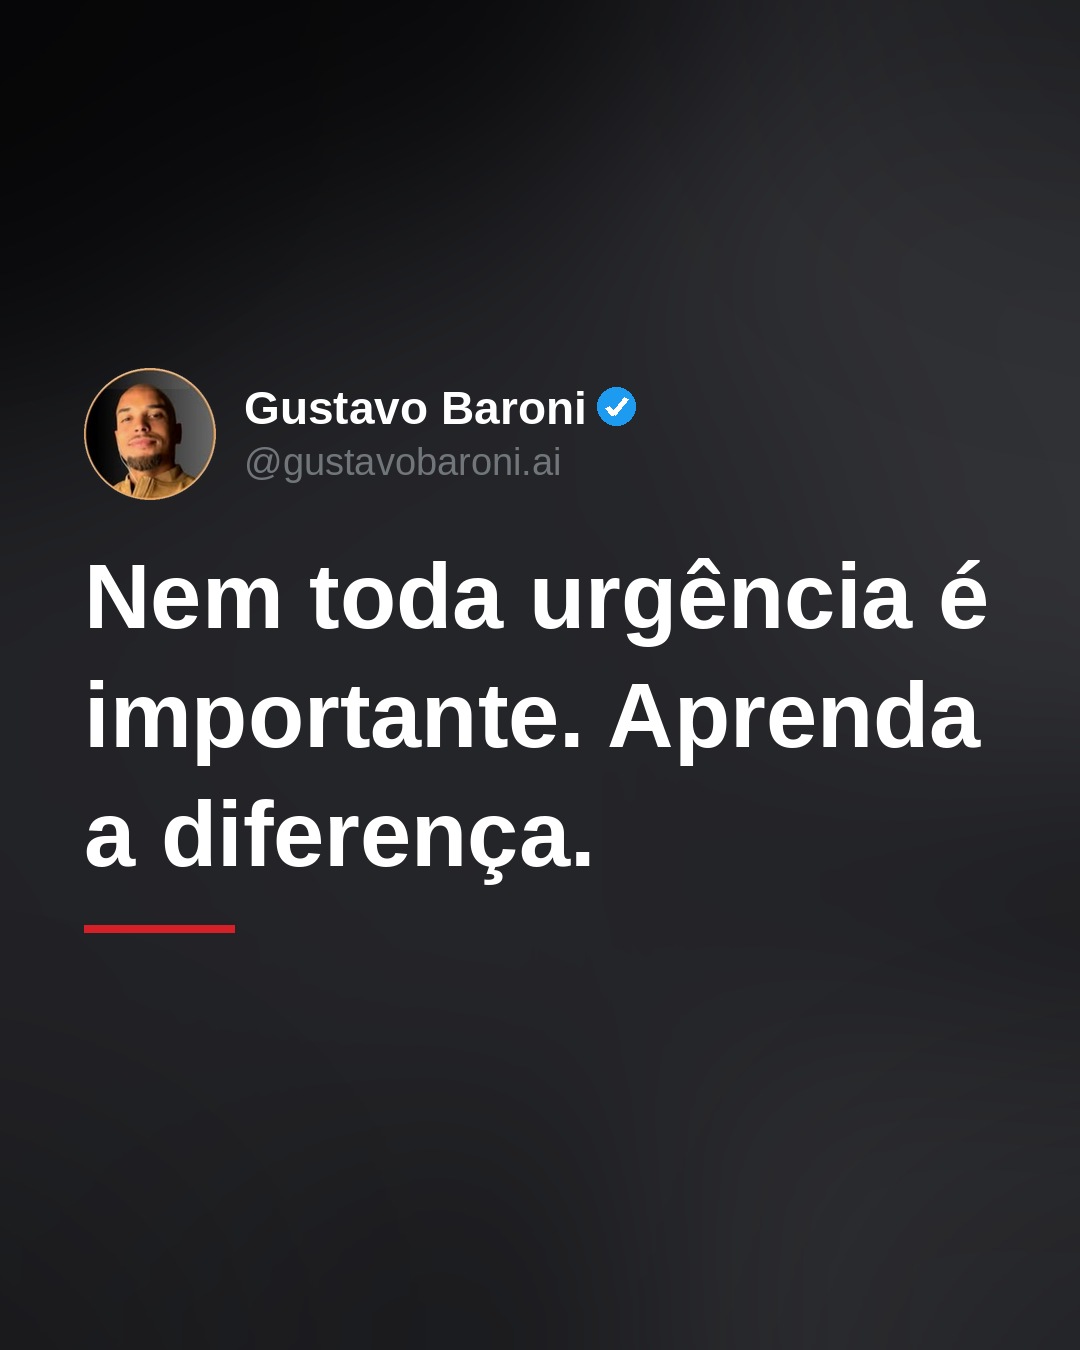 Gustavo Baroni
@gustavobaroni.ai
Nem toda urgência é
importante. Aprenda
a diferença.